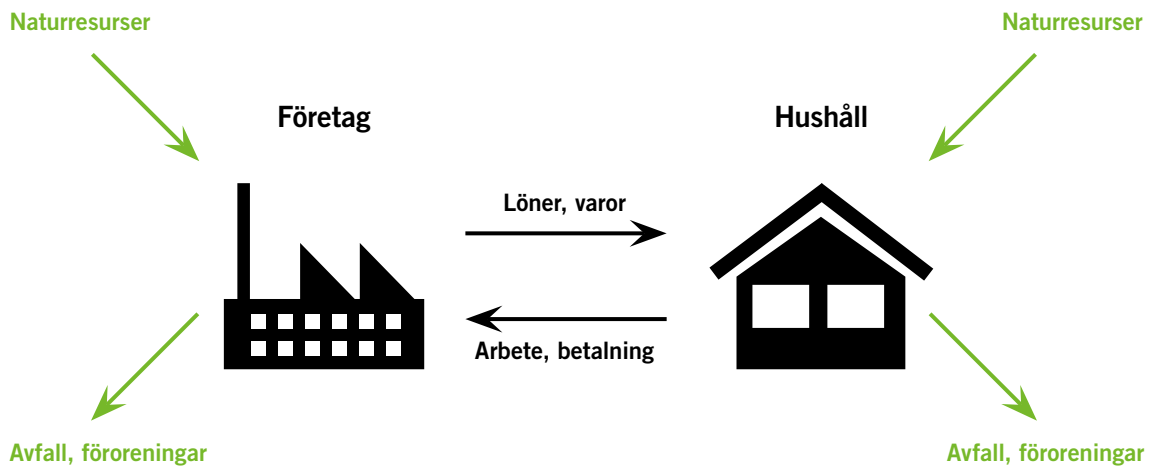 Naturresurser
Naturresurser
Företag
Hushåll
Löner, varor
Arbete, betalning
Avfall, föroreningar
Avfall, föroreningar